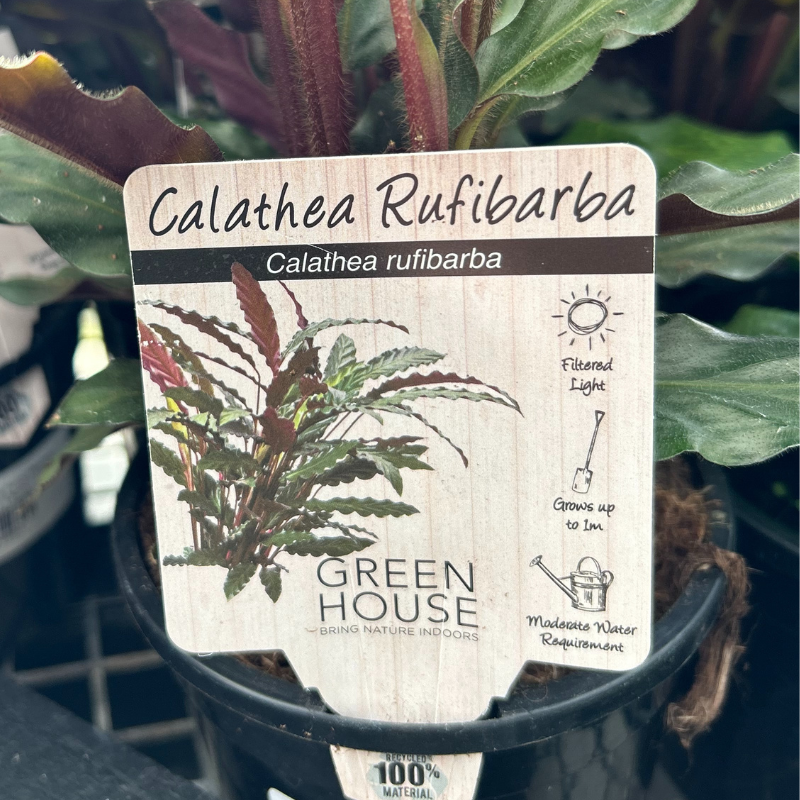 Calathea Rufibarba
Calathea rufibarba
Filtered
Light
Grows up
to 1m
GREEN
HOUSE
BRING NATURE INDOORS
Moderate Water
Requirement
RECYCLED
100%
MATERIAL